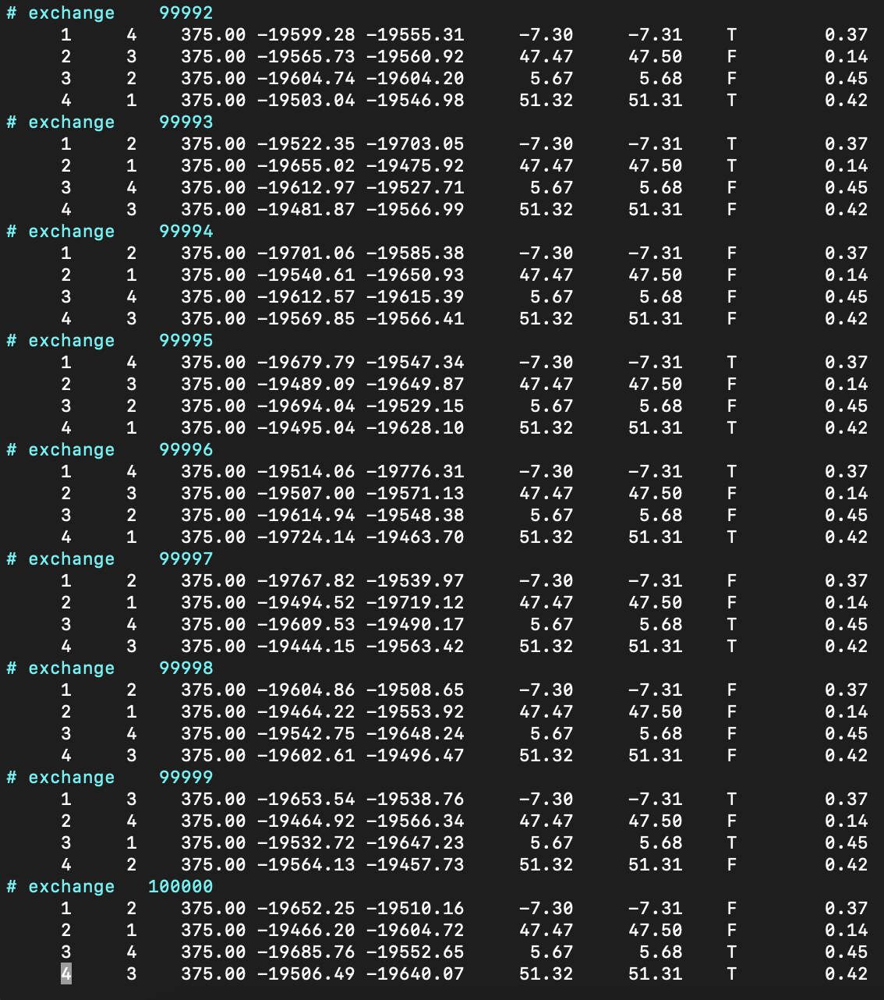 # exchange    99992
     1     4    375.00 -19599.28 -19555.31     -7.30     -7.31    T        0.37
     2     3    375.00 -19565.73 -19560.92     47.47     47.50    F        0.14
     3     2    375.00 -19604.74 -19604.20      5.67      5.68    F        0.45
     4     1    375.00 -19503.04 -19546.98     51.32     51.31    T        0.42
# exchange    99993
     1     2    375.00 -19522.35 -19703.05     -7.30     -7.31    T        0.37
     2     1    375.00 -19655.02 -19475.92     47.47     47.50    T        0.14
     3     4    375.00 -19612.97 -19527.71      5.67      5.68    F        0.45
     4     3    375.00 -19481.87 -19566.99     51.32     51.31    F        0.42
# exchange    99994
     1     2    375.00 -19701.06 -19585.38     -7.30     -7.31    F        0.37
     2     1    375.00 -19540.61 -19650.93     47.47     47.50    F        0.14
     3     4    375.00 -19612.57 -19615.39      5.67      5.68    F        0.45
     4     3    375.00 -19569.85 -19566.41     51.32     51.31    F        0.42
# exchange    99995
     1     4    375.00 -19679.79 -19547.34     -7.30     -7.31    T        0.37
     2     3    375.00 -19489.09 -19649.87     47.47     47.50    F        0.14
     3     2    375.00 -19694.04 -19529.15      5.67      5.68    F        0.45
     4     1    375.00 -19495.04 -19628.10     51.32     51.31    T        0.42
# exchange    99996
     1     4    375.00 -19514.06 -19776.31     -7.30     -7.31    T        0.37
     2     3    375.00 -19507.00 -19571.13     47.47     47.50    F        0.14
     3     2    375.00 -19614.94 -19548.38      5.67      5.68    F        0.45
     4     1    375.00 -19724.14 -19463.70     51.32     51.31    T        0.42
# exchange    99997
     1     2    375.00 -19767.82 -19539.97     -7.30     -7.31    F        0.37
     2     1    375.00 -19494.52 -19719.12     47.47     47.50    F        0.14
     3     4    375.00 -19609.53 -19490.17      5.67      5.68    T        0.45
     4     3    375.00 -19444.15 -19563.42     51.32     51.31    T        0.42
# exchange    99998
     1     2    375.00 -19604.86 -19508.65     -7.30     -7.31    F        0.37
     2     1    375.00 -19464.22 -19553.92     47.47     47.50    F        0.14
     3     4    375.00 -19542.75 -19648.24      5.67      5.68    F        0.45
     4     3    375.00 -19602.61 -19496.47     51.32     51.31    F        0.42
# exchange    99999
     1     3    375.00 -19653.54 -19538.76     -7.30     -7.31    T        0.37
     2     4    375.00 -19464.92 -19566.34     47.47     47.50    F        0.14
     3     1    375.00 -19532.72 -19647.23      5.67      5.68    T        0.45
     4     2    375.00 -19564.13 -19457.73     51.32     51.31    F        0.42
# exchange   100000
     1     2    375.00 -19652.25 -19510.16     -7.30     -7.31    F        0.37
     2     1    375.00 -19466.20 -19604.72     47.47     47.50    F        0.14
     3     4    375.00 -19685.76 -19552.65      5.67      5.68    T        0.45
     4     3    375.00 -19506.49 -19640.07     51.32     51.31    T        0.42